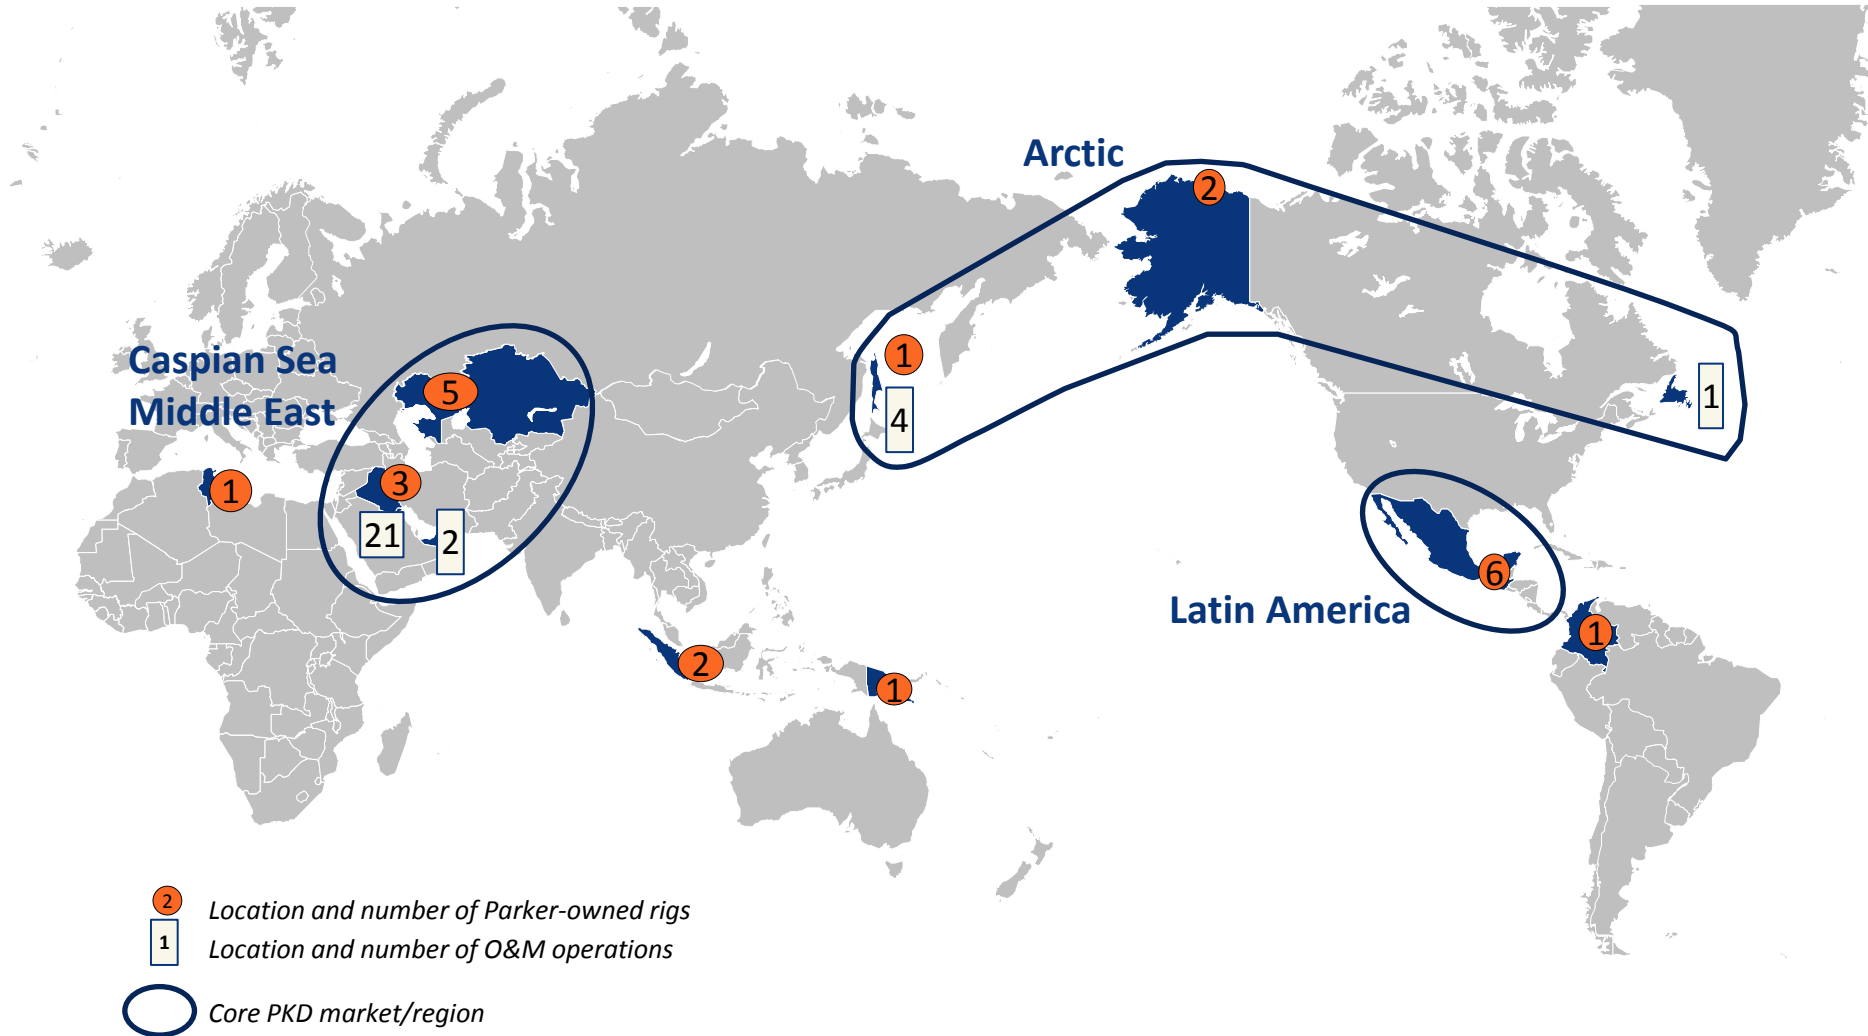 Arctic
2
Caspian Sea
Middle East
5
1
4
1
3
1
21
2
6
Latin America
1
2
1
2 Location and number of Parker-owned rigs
1 Location and number of O&M operations
Core PKD market/region